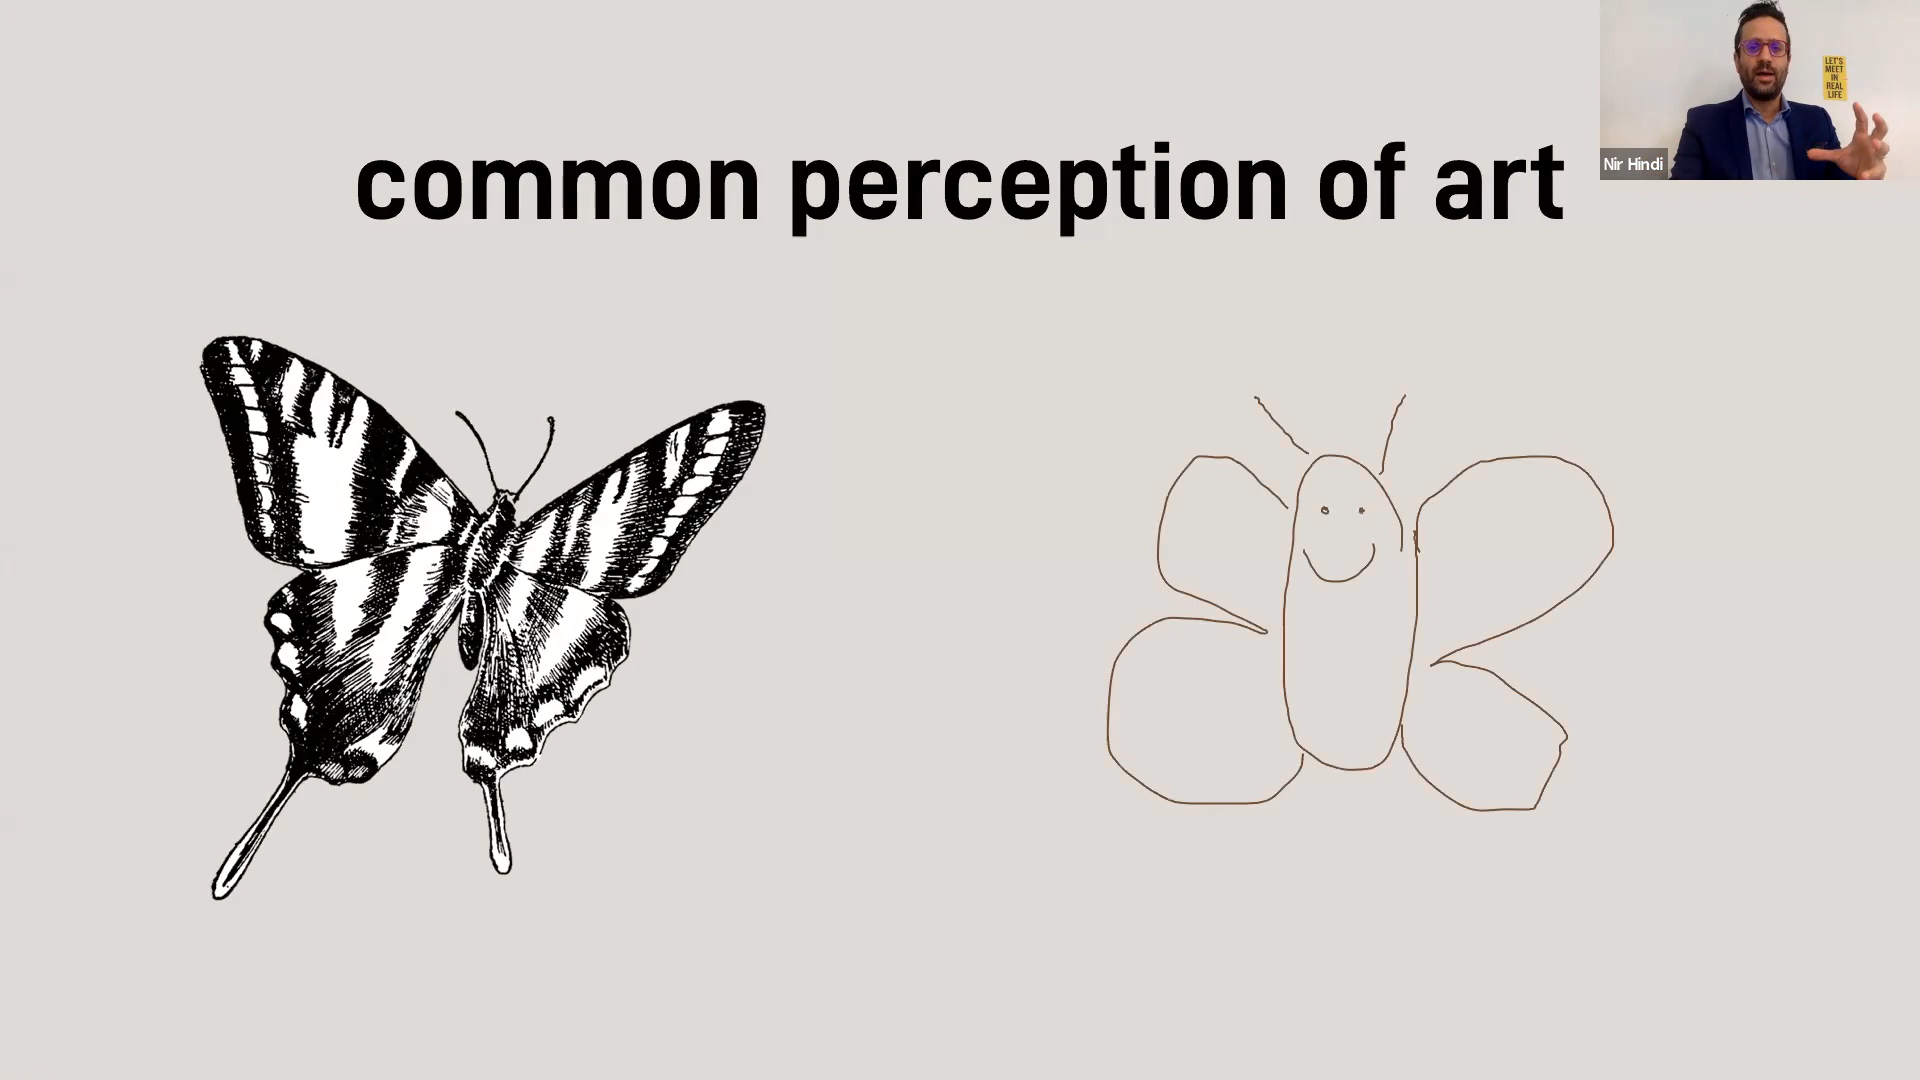 common perception of art
LET'S
MEET
IN
REAL
LIFE
Nir Hindi